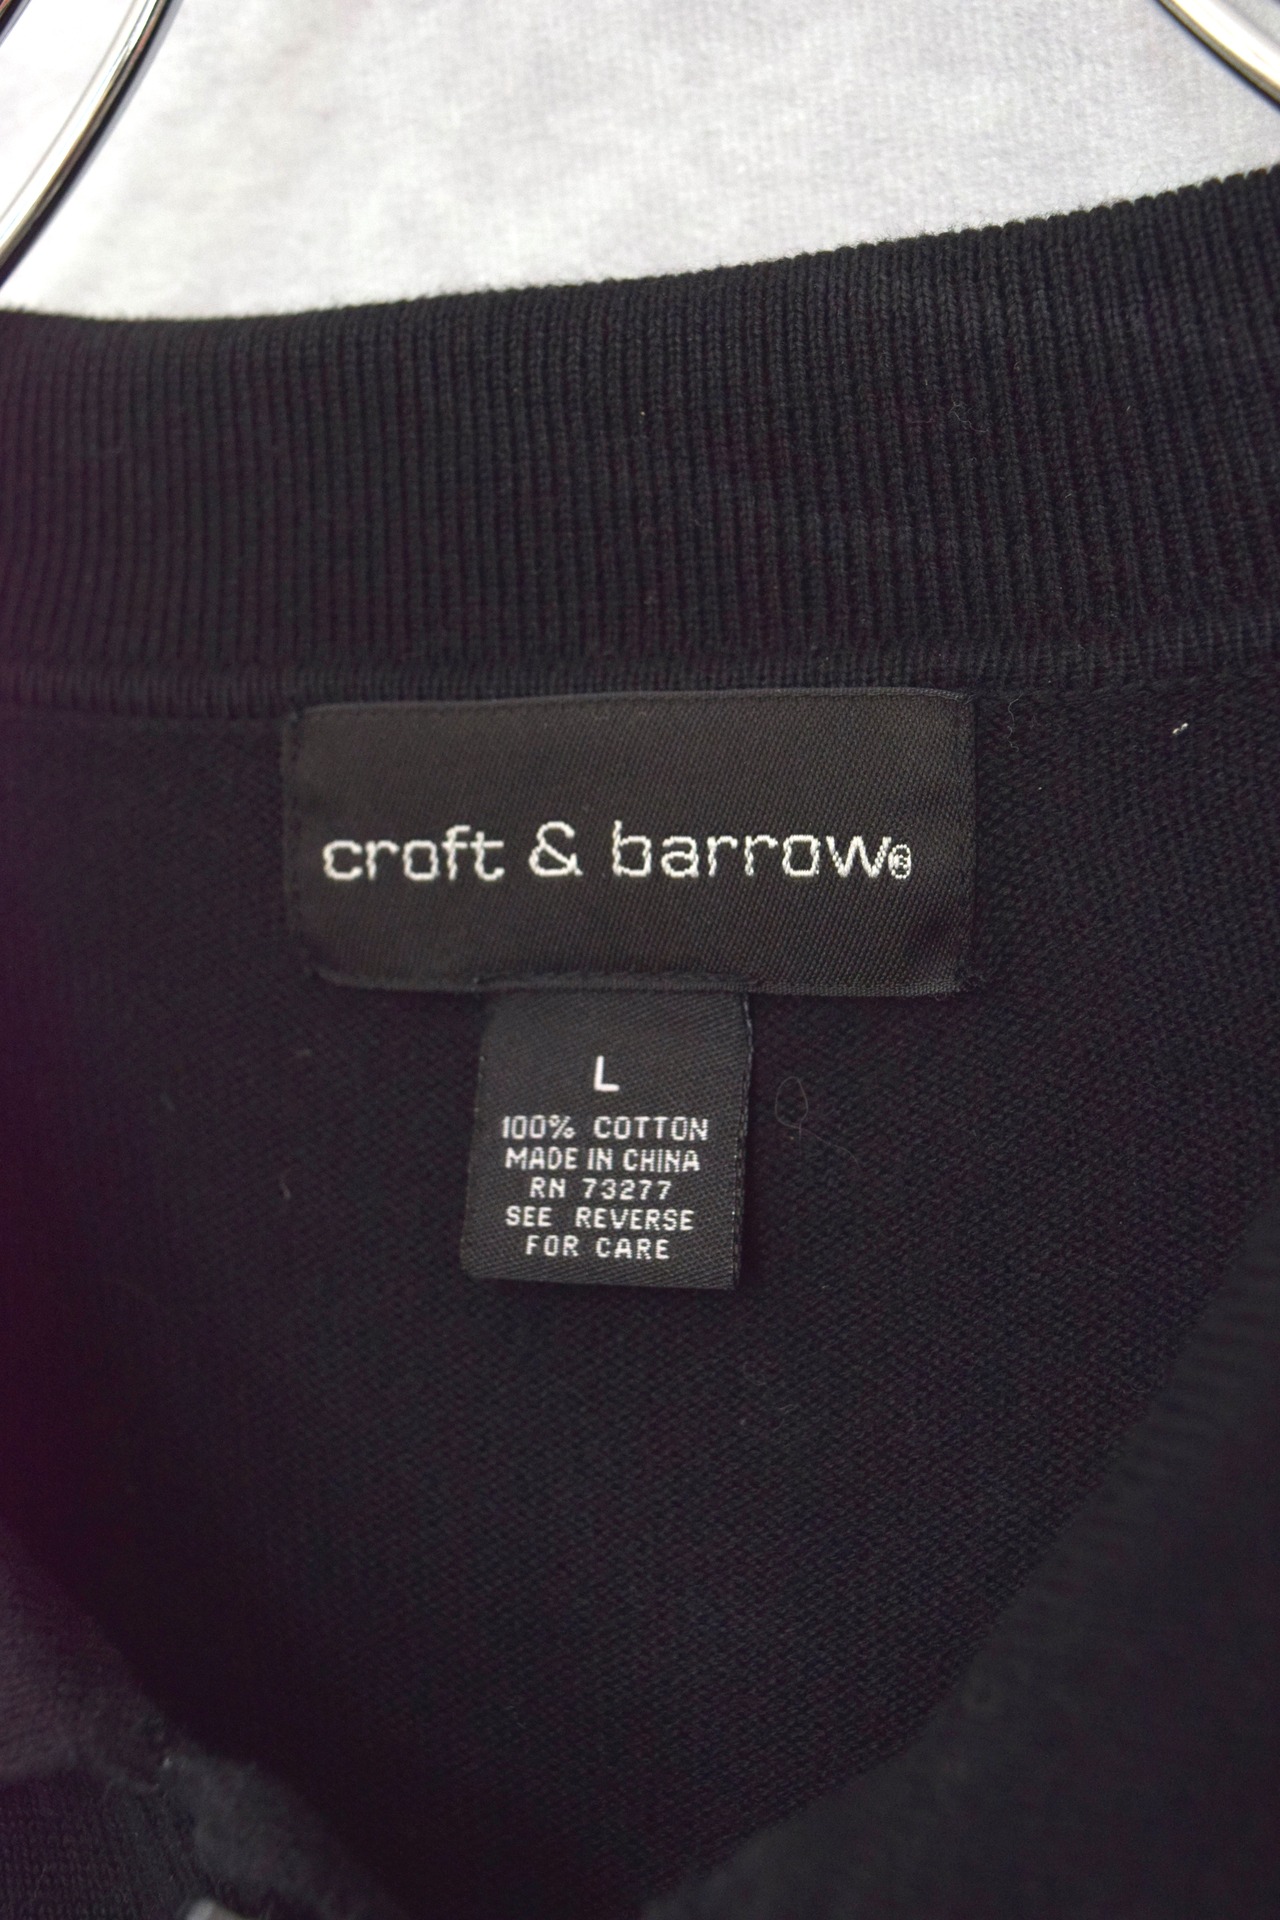 croft & barrow®
L
100% COTTON
MADE IN CHINA
RN 73277
SEE REVERSE
FOR CARE